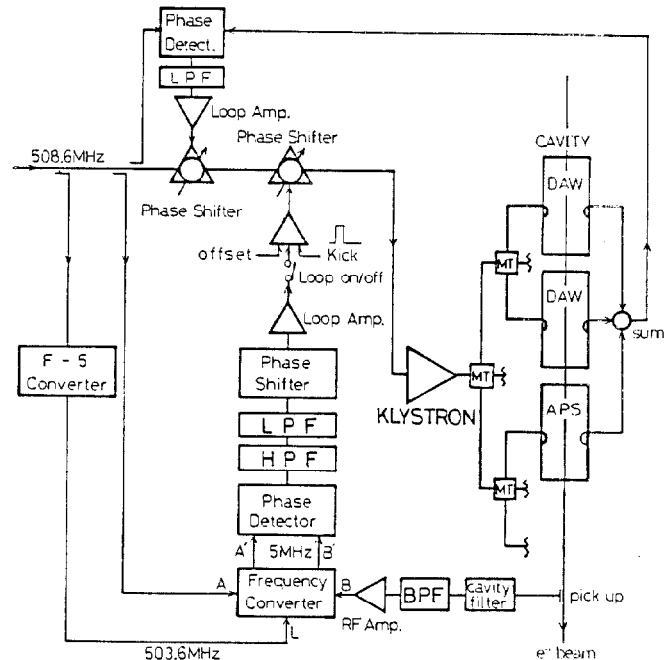 Phase
Detect.
LPF
Loop Amp.
Phase Shifter
508.6MHz
Phase Shifter
CAVITY
DAW
offset
Kick
Loop on/off
MT
DAW
sum
Loop Amp.
F-5
Converter
Phase
Shifter
KLYSTRON
MT
APS
LPF
HPF
MT
Phase
Detector
A' 5MHz B'
A
Frequency
Converter
B
BPF
cavity
filter
pick up
L
RF Amp.
503.6MHz
e⁻ beam